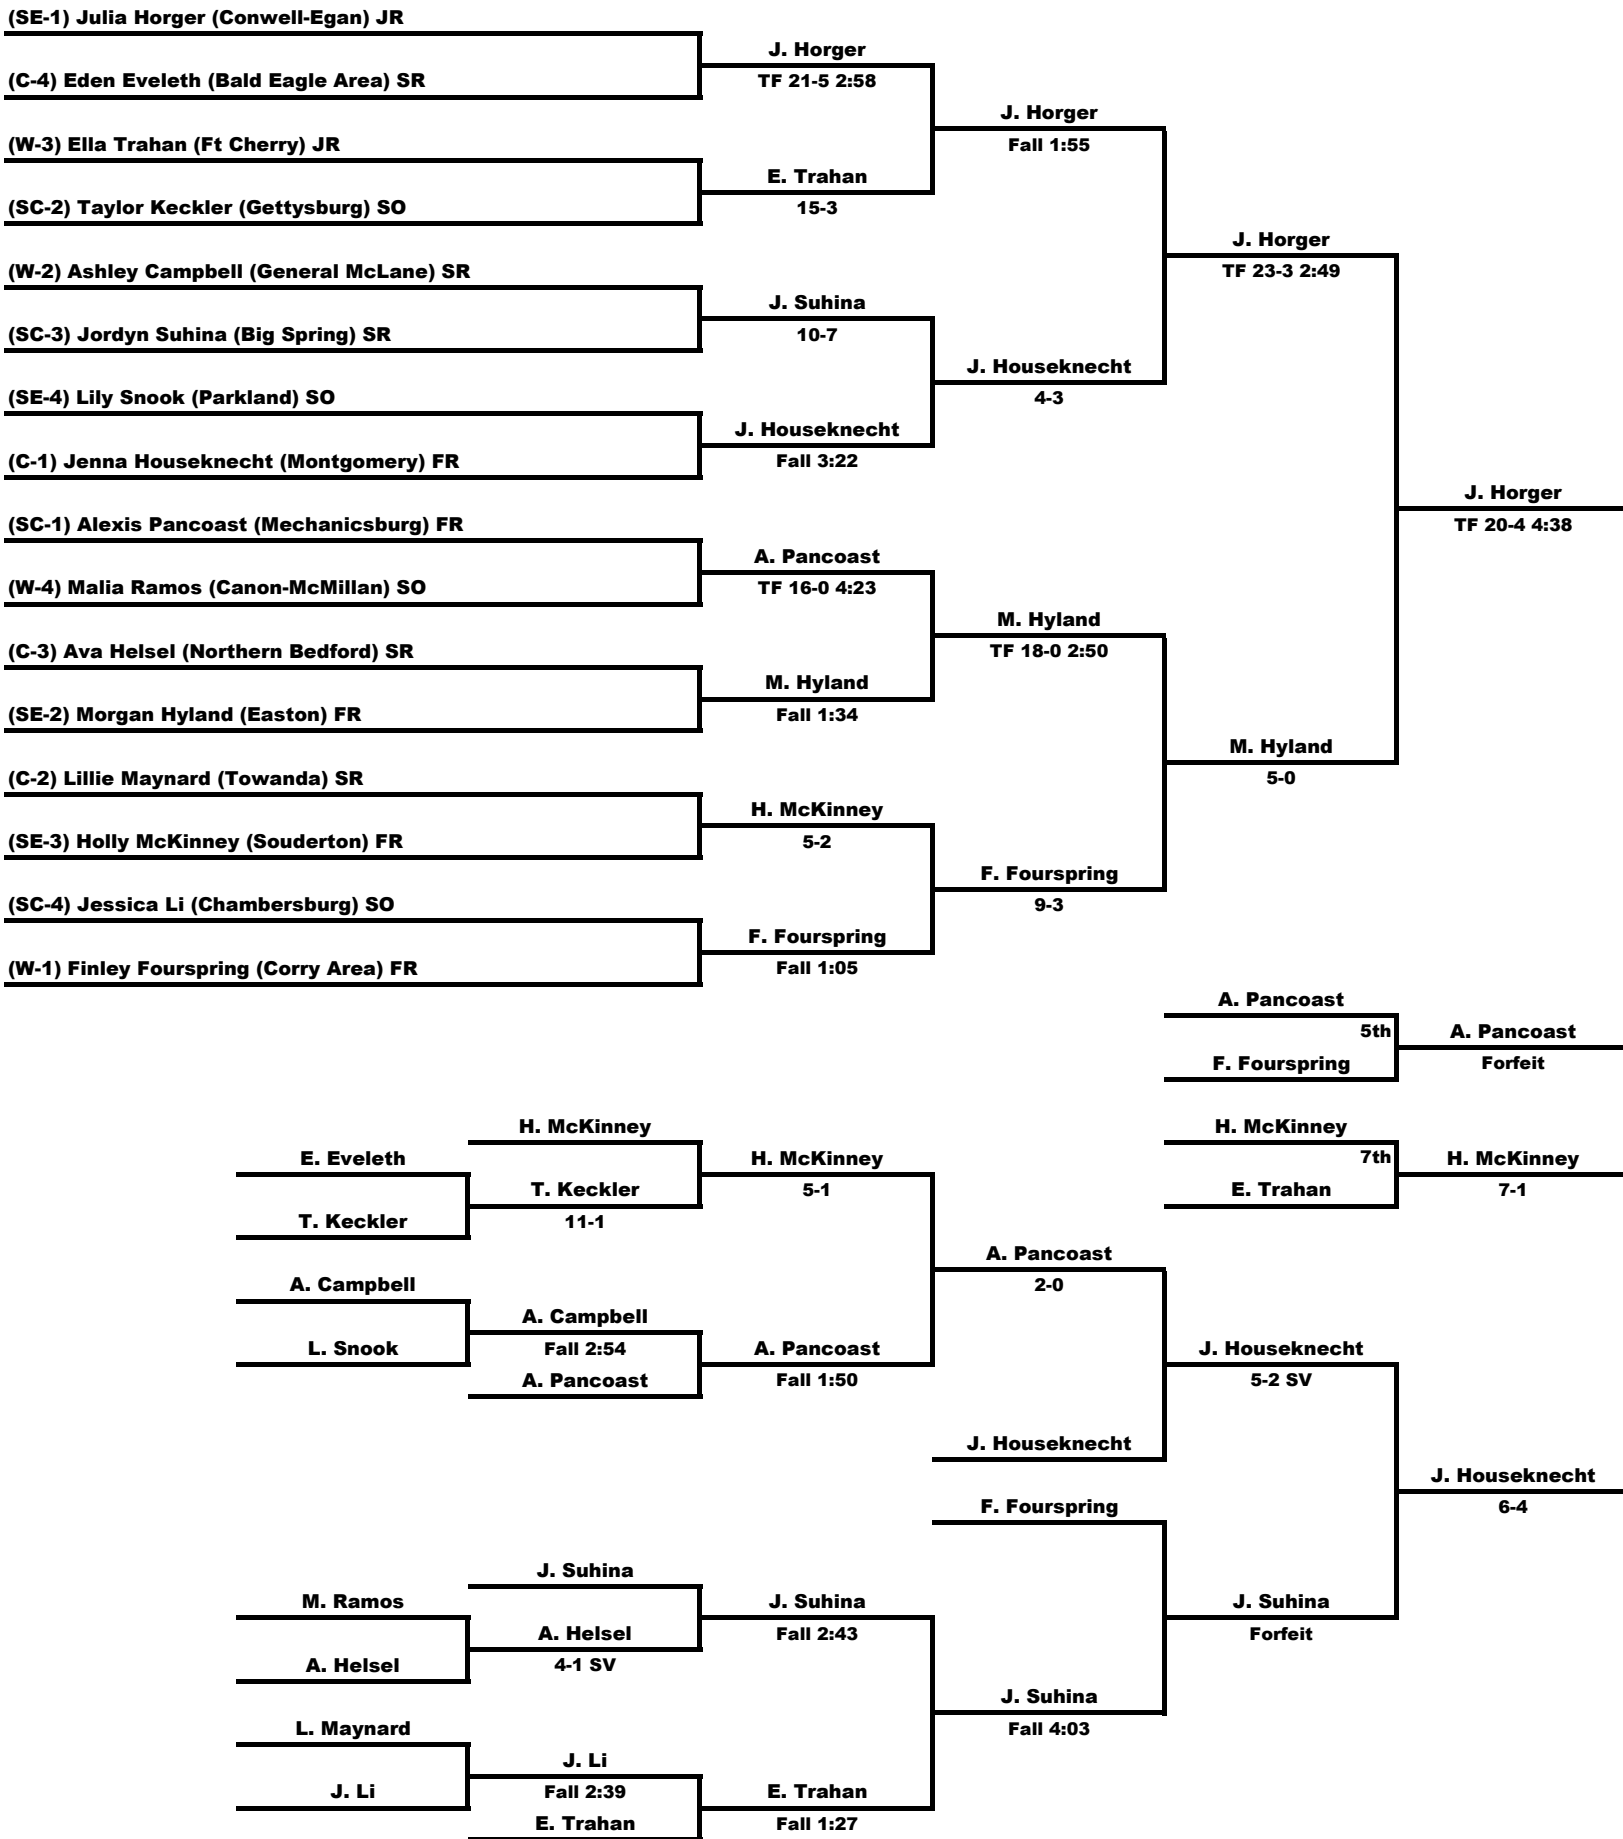 (SE-1) Julia Horger (Conwell-Egan) JR
J. Horger
(C-4) Eden Eveleth (Bald Eagle Area) SR
TF 21-5 2:58
J. Horger
(W-3) Ella Trahan (Ft Cherry) JR
Fall 1:55
E. Trahan
(SC-2) Taylor Keckler (Gettysburg) SO
15-3
J. Horger
(W-2) Ashley Campbell (General McLane) SR
TF 23-3 2:49
J. Suhina
(SC-3) Jordyn Suhina (Big Spring) SR
10-7
J. Houseknecht
(SE-4) Lily Snook (Parkland) SO
4-3
J. Houseknecht
(C-1) Jenna Houseknecht (Montgomery) FR
Fall 3:22
J. Horger
(SC-1) Alexis Pancoast (Mechanicsburg) FR
TF 20-4 4:38
A. Pancoast
(W-4) Malia Ramos (Canon-McMillan) SO
TF 16-0 4:23
M. Hyland
(C-3) Ava Helsel (Northern Bedford) SR
TF 18-0 2:50
M. Hyland
(SE-2) Morgan Hyland (Easton) FR
Fall 1:34
M. Hyland
(C-2) Lillie Maynard (Towanda) SR
5-0
H. McKinney
(SE-3) Holly McKinney (Souderton) FR
5-2
F. Fourspring
(SC-4) Jessica Li (Chambersburg) SO
9-3
F. Fourspring
(W-1) Finley Fourspring (Corry Area) FR
Fall 1:05
A. Pancoast
5th
A. Pancoast
F. Fourspring
Forfeit
H. McKinney
H. McKinney
E. Eveleth
H. McKinney
7th
H. McKinney
T. Keckler
5-1
E. Trahan
7-1
T. Keckler
11-1
A. Pancoast
A. Campbell
2-0
A. Campbell
L. Snook
Fall 2:54
A. Pancoast
J. Houseknecht
A. Pancoast
Fall 1:50
5-2 SV
J. Houseknecht
J. Houseknecht
F. Fourspring
6-4
J. Suhina
M. Ramos
J. Suhina
J. Suhina
A. Helsel
Fall 2:43
Forfeit
A. Helsel
4-1 SV
J. Suhina
L. Maynard
Fall 4:03
J. Li
J. Li
Fall 2:39
E. Trahan
E. Trahan
Fall 1:27